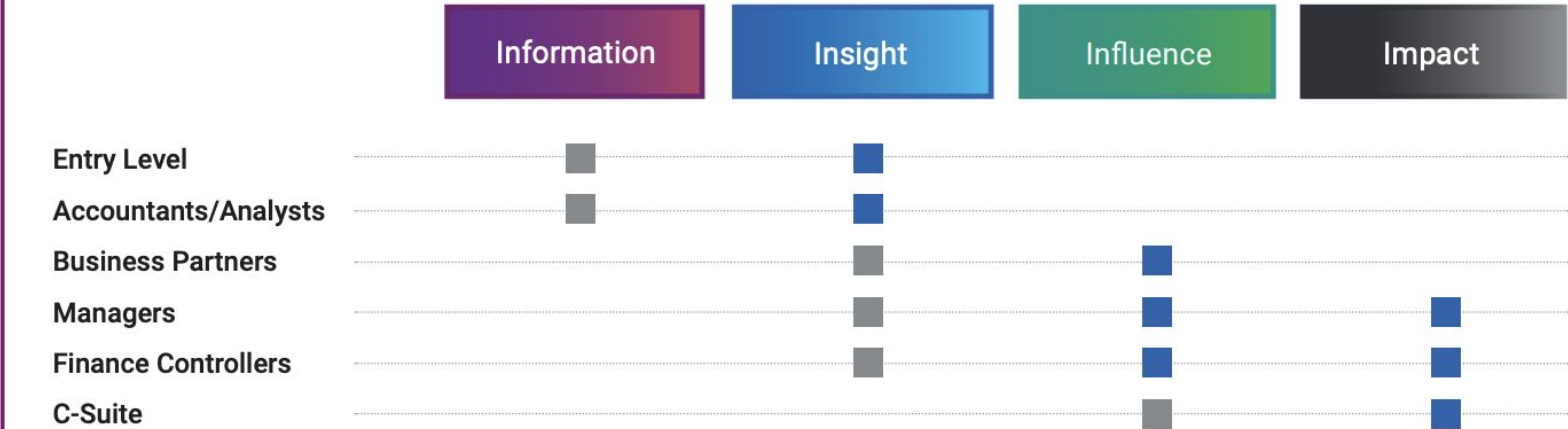 Information Insight Influence Impact
Entry Level
Accountants/Analysts
Business Partners
Managers
Finance Controllers
C-Suite